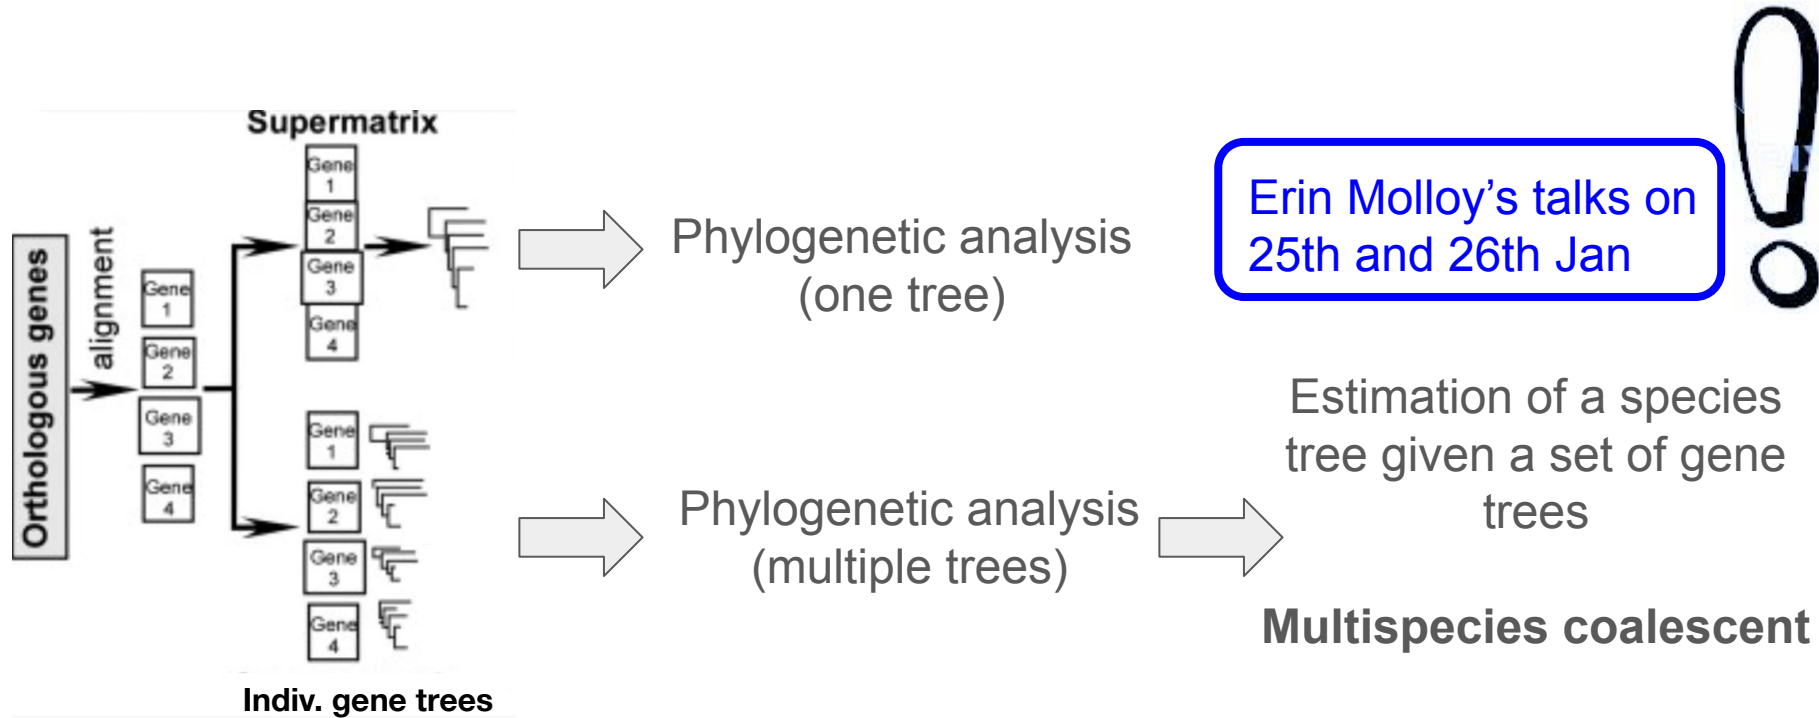 Supermatrix
Orthologous genes
alignment
Gene
1
Gene
2
Gene
3
Gene
4
Gene
1
Gene
2
Gene
3
Gene
4
Gene
1
Gene
2
Gene
3
Gene
4
Indiv. gene trees
Phylogenetic analysis
(one tree)
Phylogenetic analysis
(multiple trees)
Erin Molloy’s talks on
25th and 26th Jan
Estimation of a species
tree given a set of gene
trees
Multispecies coalescent